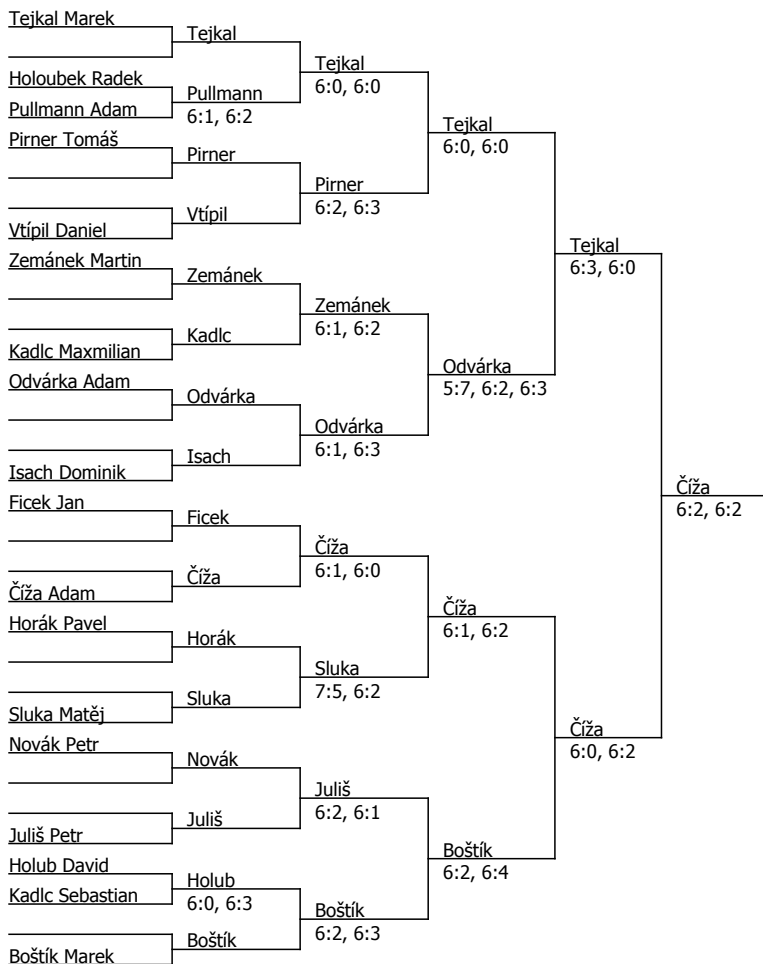 Tejkal Marek
Tejkal
Tejkal
6:0, 6:0
Holoubek Radek
Pullmann
6:1, 6:2
Pullmann Adam
Tejkal
6:0, 6:0
Pirner Tomáš
Pirner
Pirner
6:2, 6:3
Vtípil
Vtípil Daniel
Tejkal
6:3, 6:0
Zemánek Martin
Zemánek
Zemánek
6:1, 6:2
Kadlc
Kadlc Maxmilian
Odvárka
5:7, 6:2, 6:3
Odvárka Adam
Odvárka
Odvárka
6:1, 6:3
Isach
Isach Dominik
Číža
6:2, 6:2
Ficek Jan
Ficek
Číža
6:1, 6:0
Číža
Číža Adam
Číža
6:1, 6:2
Horák Pavel
Horák
Sluka
7:5, 6:2
Sluka
Sluka Matěj
Číža
6:0, 6:2
Novák Petr
Novák
Juliš
6:2, 6:1
Juliš
Juliš Petr
Boštík
6:2, 6:4
Holub David
Holub
6:0, 6:3
Kadlc Sebastian
Boštík
6:2, 6:3
Boštík
Boštík Marek